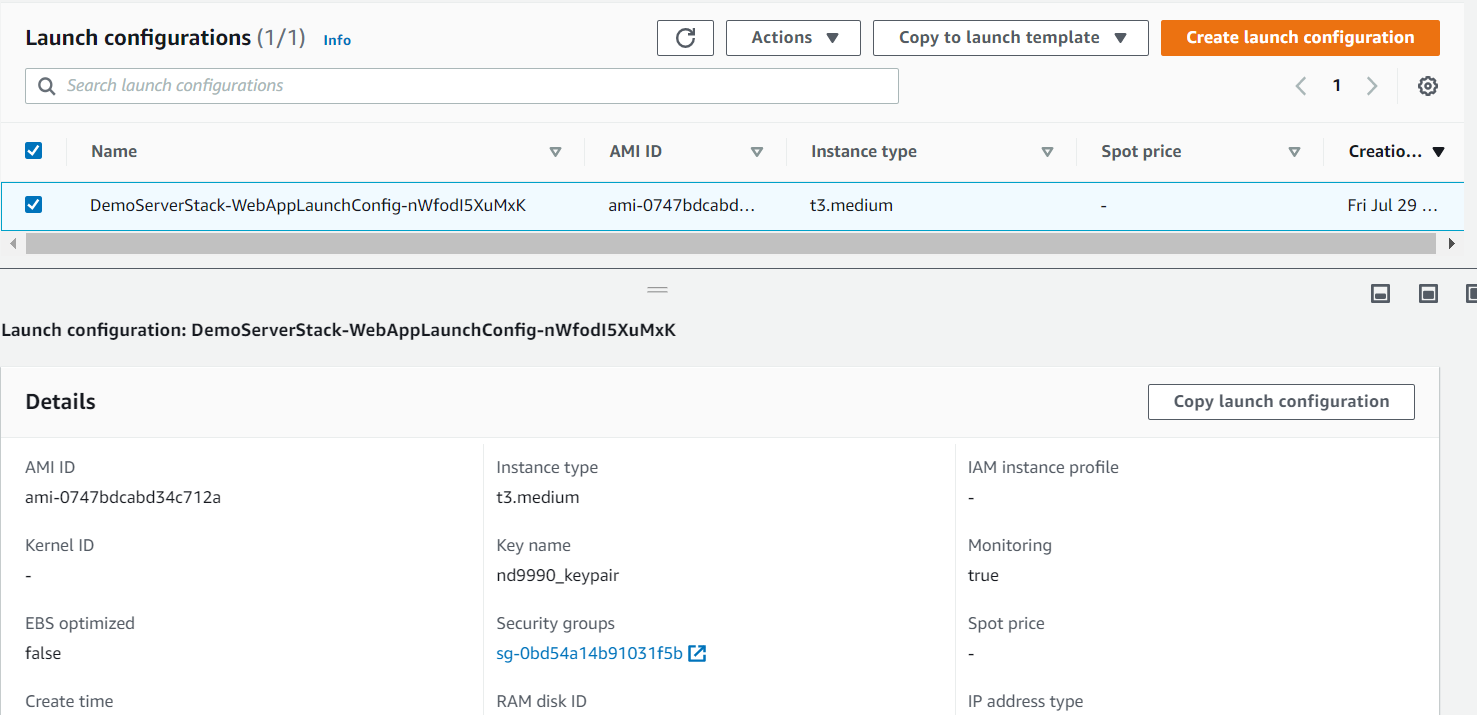 Launch configurations (1/1) Info Actions Copy to launch template Create launch configuration
Search launch configurations 1
Name AMI ID Instance type Spot price Creatio...
DemoServerStack-WebAppLaunchConfig-nWfodI5XuMxK ami-0747bdcabd... t3.medium - Fri Jul 29 ...
Launch configuration: DemoServerStack-WebAppLaunchConfig-nWfodI5XuMxK
Details Copy launch configuration
AMI ID Instance type IAM instance profile
ami-0747bdcabd34c712a t3.medium -
Kernel ID Key name Monitoring
- nd9990_keypair true
EBS optimized Security groups Spot price
false sg-0bd54a14b91031f5b -
Create time RAM disk ID IP address type